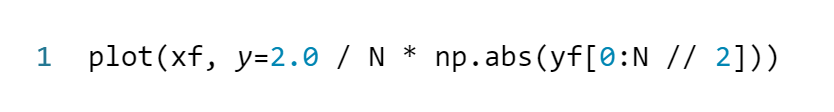 1 plot(xf, y=2.0 / N * np.abs(yf[0:N // 2]))